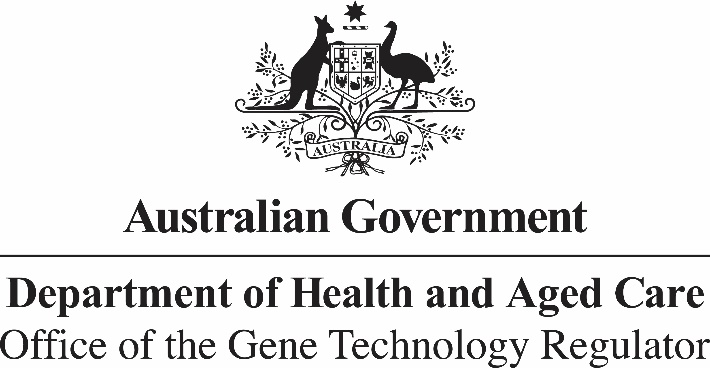 AUSTRALIA
Australian Government
Department of Health and Aged Care
Office of the Gene Technology Regulator